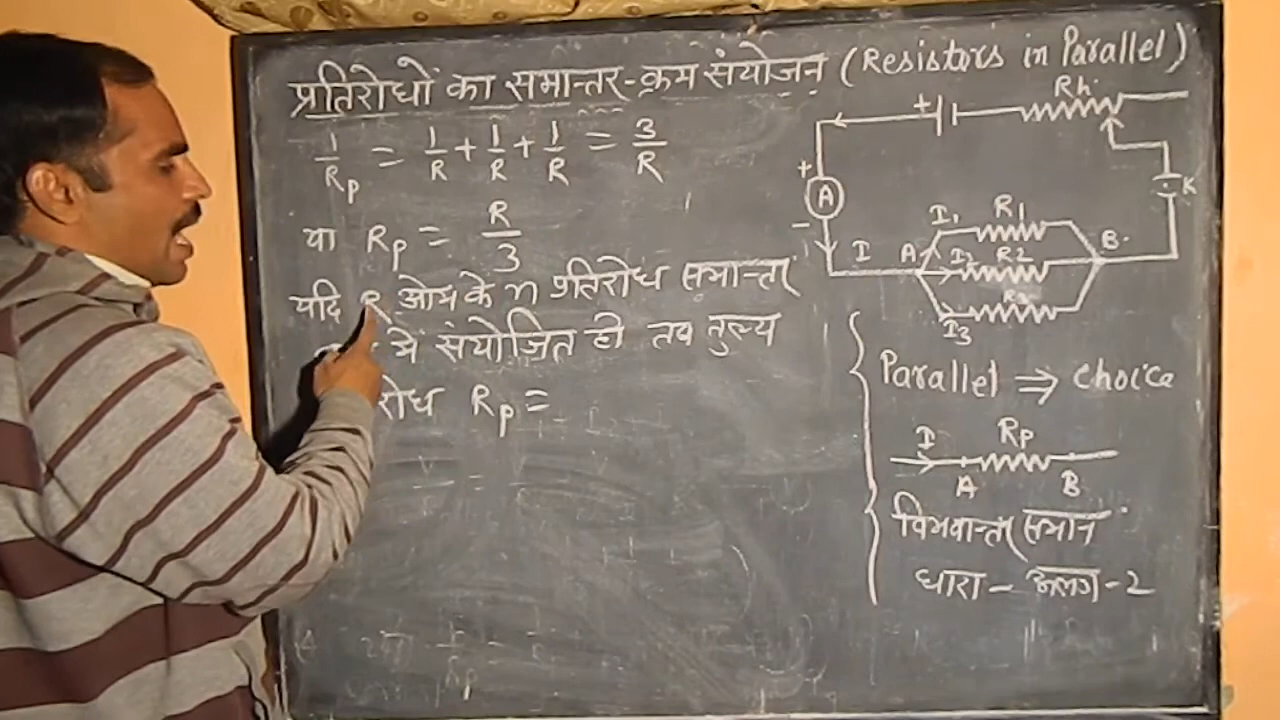 प्रतिरोधों का समान्तर-क्रम संयोजन (Resistors in Parallel)
1/Rp = 1/R + 1/R + 1/R = 3/R
या Rp = R/3
यदि R ओम के n प्रतिरोध समान्तर
में संयोजित हो तब तुल्य
रोध Rp =
Rh.
+
+
A
K
−
I
A
I1
R1
B.
I2
R2
I3
R3
Parallel ⇒ choice
I
Rp
A
B
विभवान्तर समान
धारा - अलग-2